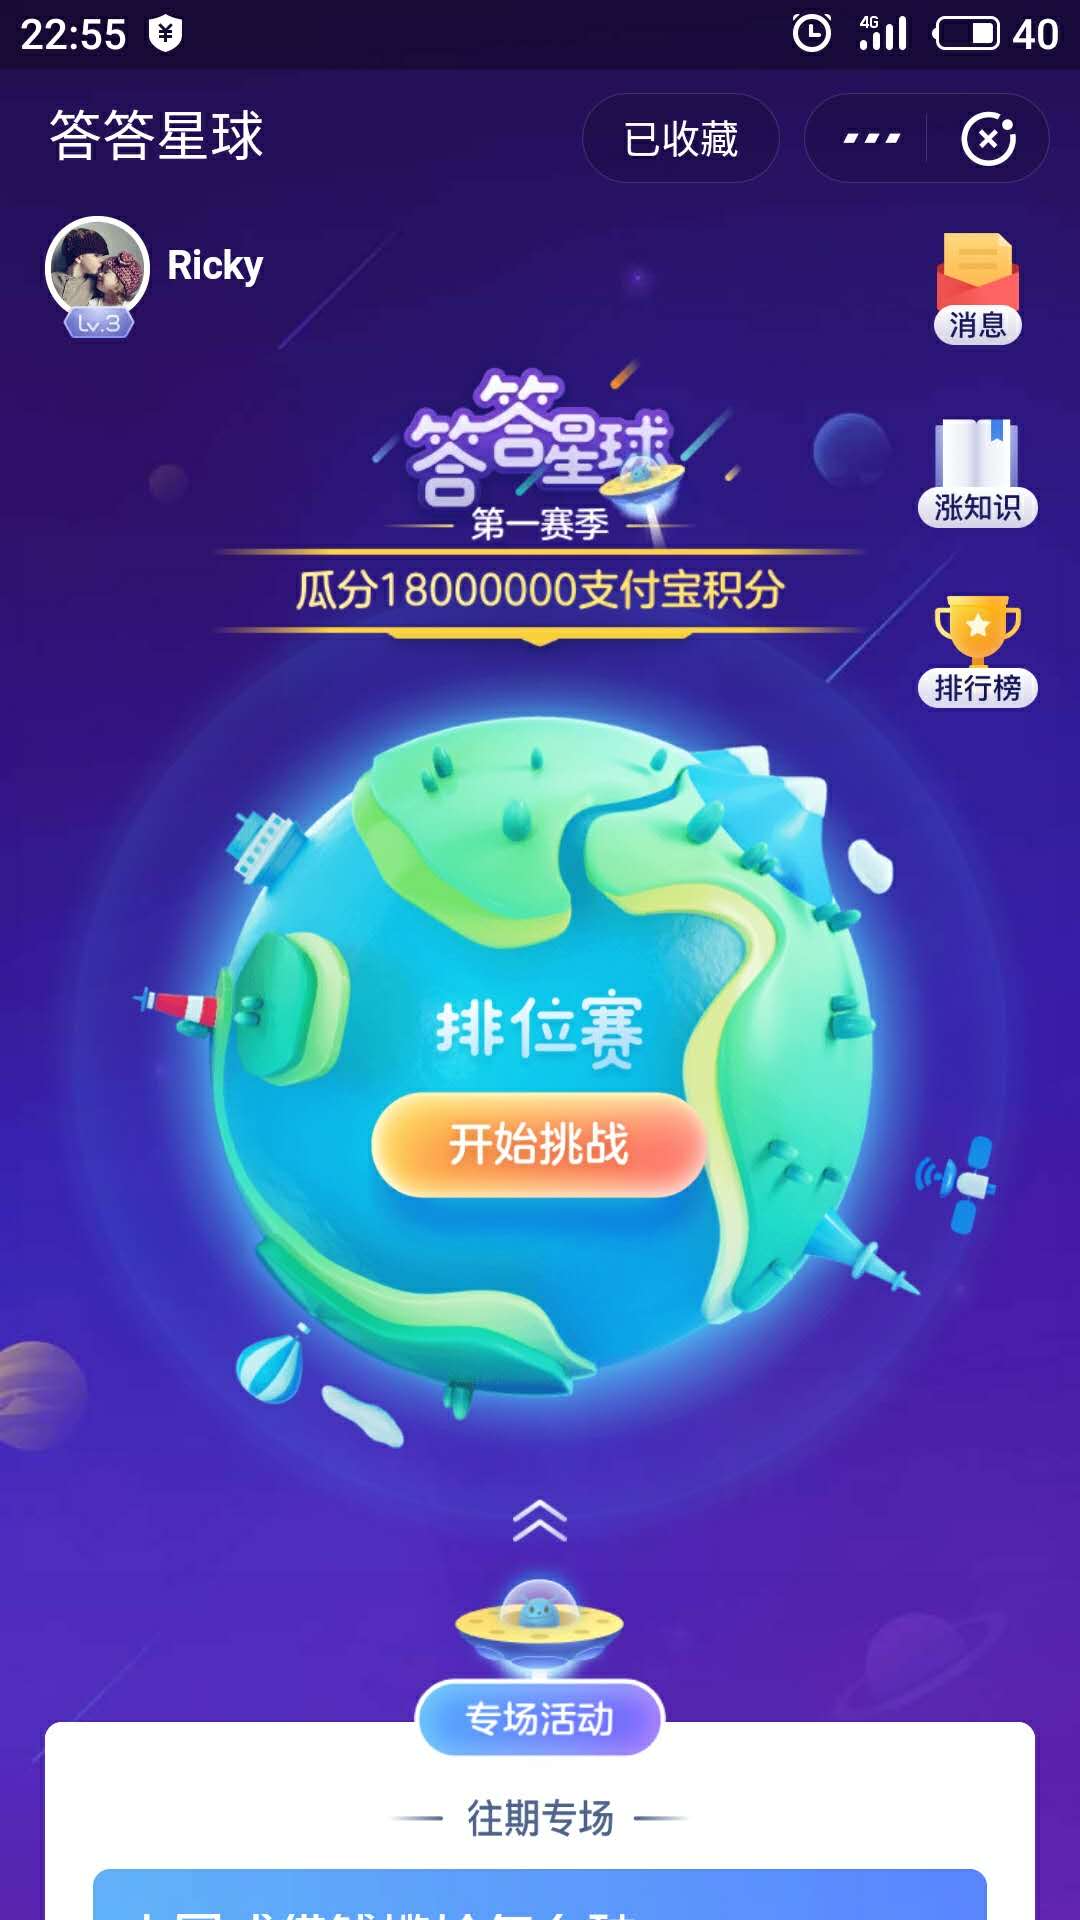 22:55 4G 40
答答星球 已收藏
Ricky
Lv.3
消息
答答星球
涨知识
第一赛季
瓜分18000000支付宝积分
排行榜
排位赛
开始挑战
专场活动
往期专场